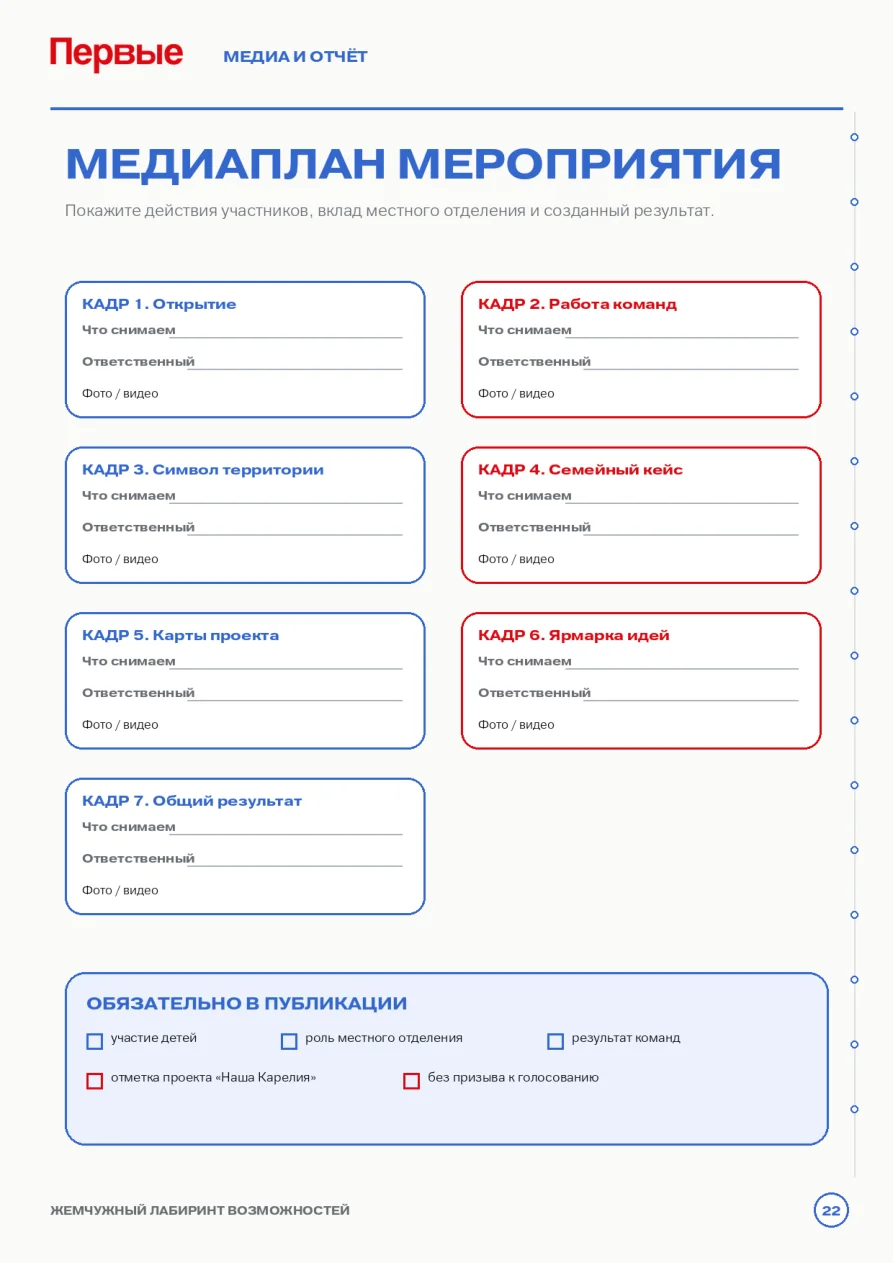 Первые
МЕДИА И ОТЧЁТ
МЕДИАПЛАН МЕРОПРИЯТИЯ
Покажите действия участников, вклад местного отделения и созданный результат.
КАДР 1. Открытие
Что снимаем
Ответственный
Фото / видео
КАДР 2. Работа команд
Что снимаем
Ответственный
Фото / видео
КАДР 3. Символ территории
Что снимаем
Ответственный
Фото / видео
КАДР 4. Семейный кейс
Что снимаем
Ответственный
Фото / видео
КАДР 5. Карты проекта
Что снимаем
Ответственный
Фото / видео
КАДР 6. Ярмарка идей
Что снимаем
Ответственный
Фото / видео
КАДР 7. Общий результат
Что снимаем
Ответственный
Фото / видео
ОБЯЗАТЕЛЬНО В ПУБЛИКАЦИИ
участие детей
роль местного отделения
результат команд
отметка проекта «Наша Карелия»
без призыва к голосованию
ЖЕМЧУЖНЫЙ ЛАБИРИНТ ВОЗМОЖНОСТЕЙ
22